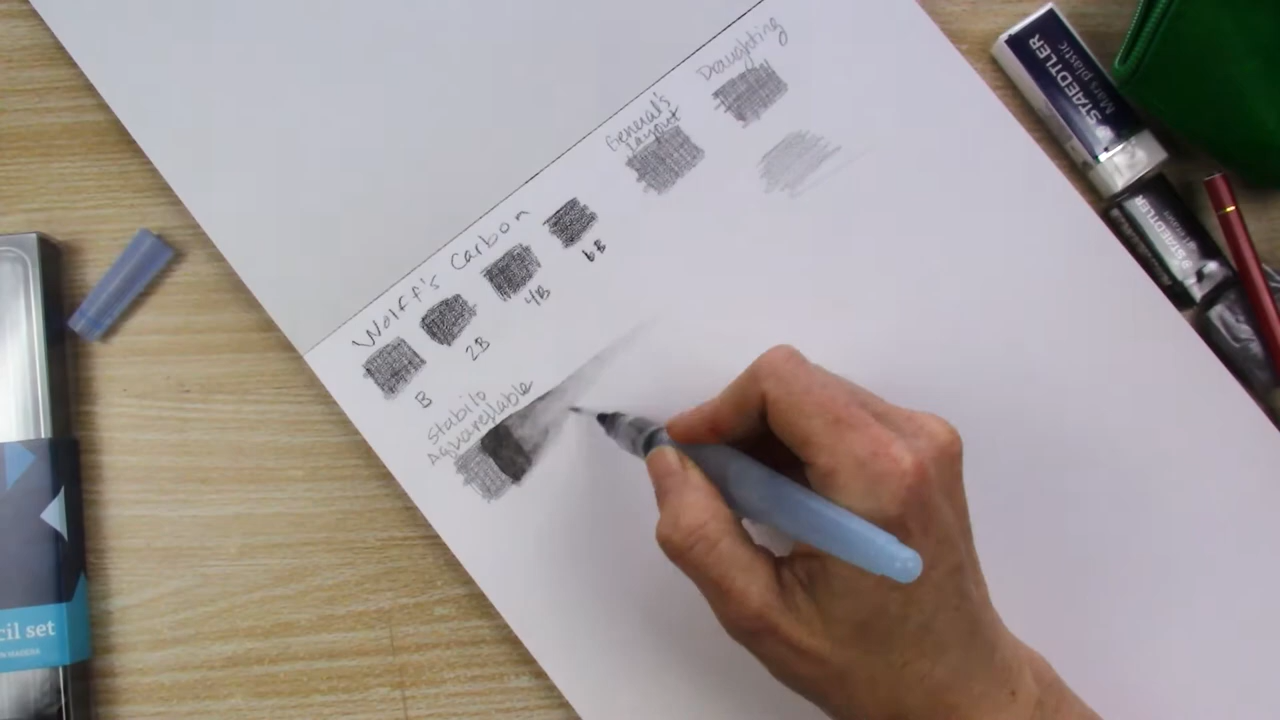 Draughting
General's
Layout
Wolff's Carbon
B
2B
4B
6B
Stabilo
Aquarellable
STAEDTLER
Mars plastic
STAEDTLER
cil set